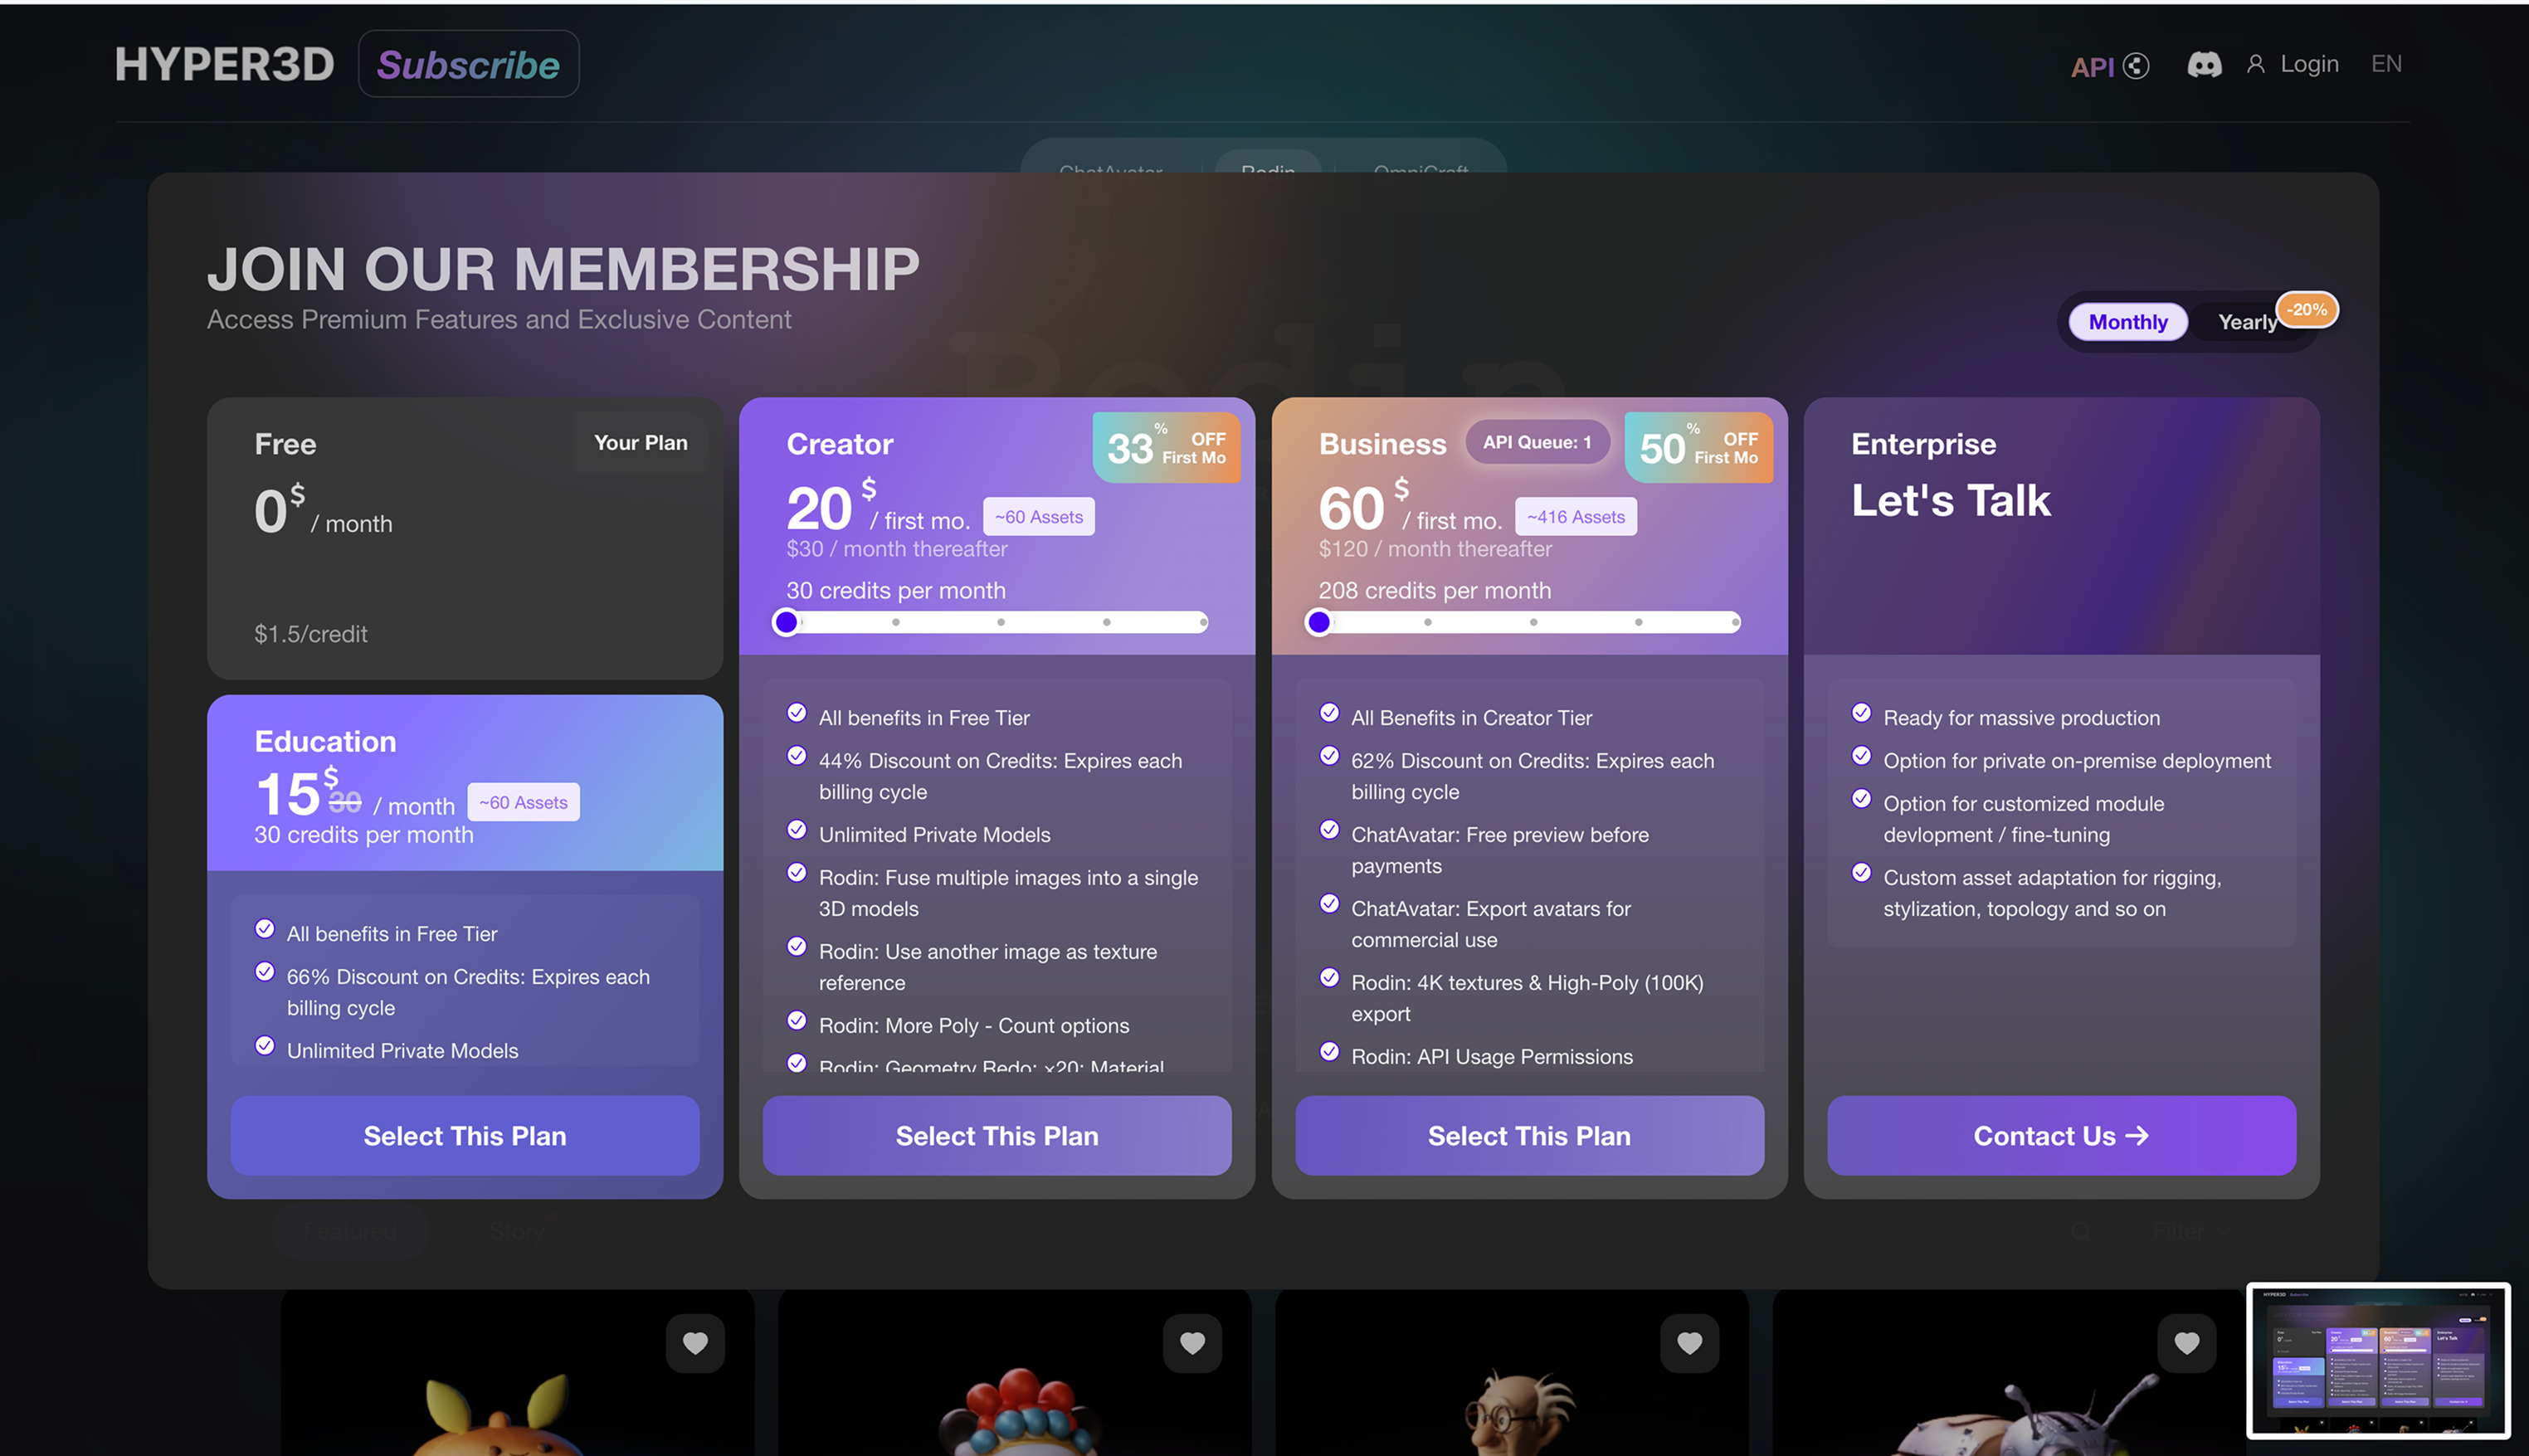 HYPER3D Subscribe
API Login EN
ChatAvatar Rodin OmniCraft
JOIN OUR MEMBERSHIP
Access Premium Features and Exclusive Content
Monthly Yearly -20%
Rodin
Free Your Plan
0$ / month
$1.5/credit
Education
15$ 30 / month ~60 Assets
30 credits per month
All benefits in Free Tier
66% Discount on Credits: Expires each
billing cycle
Unlimited Private Models
Select This Plan
Creator
33% OFF
First Mo
20$ / first mo. ~60 Assets
$30 / month thereafter
30 credits per month
All benefits in Free Tier
44% Discount on Credits: Expires each
billing cycle
Unlimited Private Models
Rodin: Fuse multiple images into a single
3D models
Rodin: Use another image as texture
reference
Rodin: More Poly - Count options
Rodin: Geometry Redo: ×20; Material
Select This Plan
Business API Queue: 1
50% OFF
First Mo
60$ / first mo. ~416 Assets
$120 / month thereafter
208 credits per month
All Benefits in Creator Tier
62% Discount on Credits: Expires each
billing cycle
ChatAvatar: Free preview before
payments
ChatAvatar: Export avatars for
commercial use
Rodin: 4K textures & High-Poly (100K)
export
Rodin: API Usage Permissions
Select This Plan
Enterprise
Let's Talk
Ready for massive production
Option for private on-premise deployment
Option for customized module
devlopment / fine-tuning
Custom asset adaptation for rigging,
stylization, topology and so on
Contact Us →
Featured Story Filter